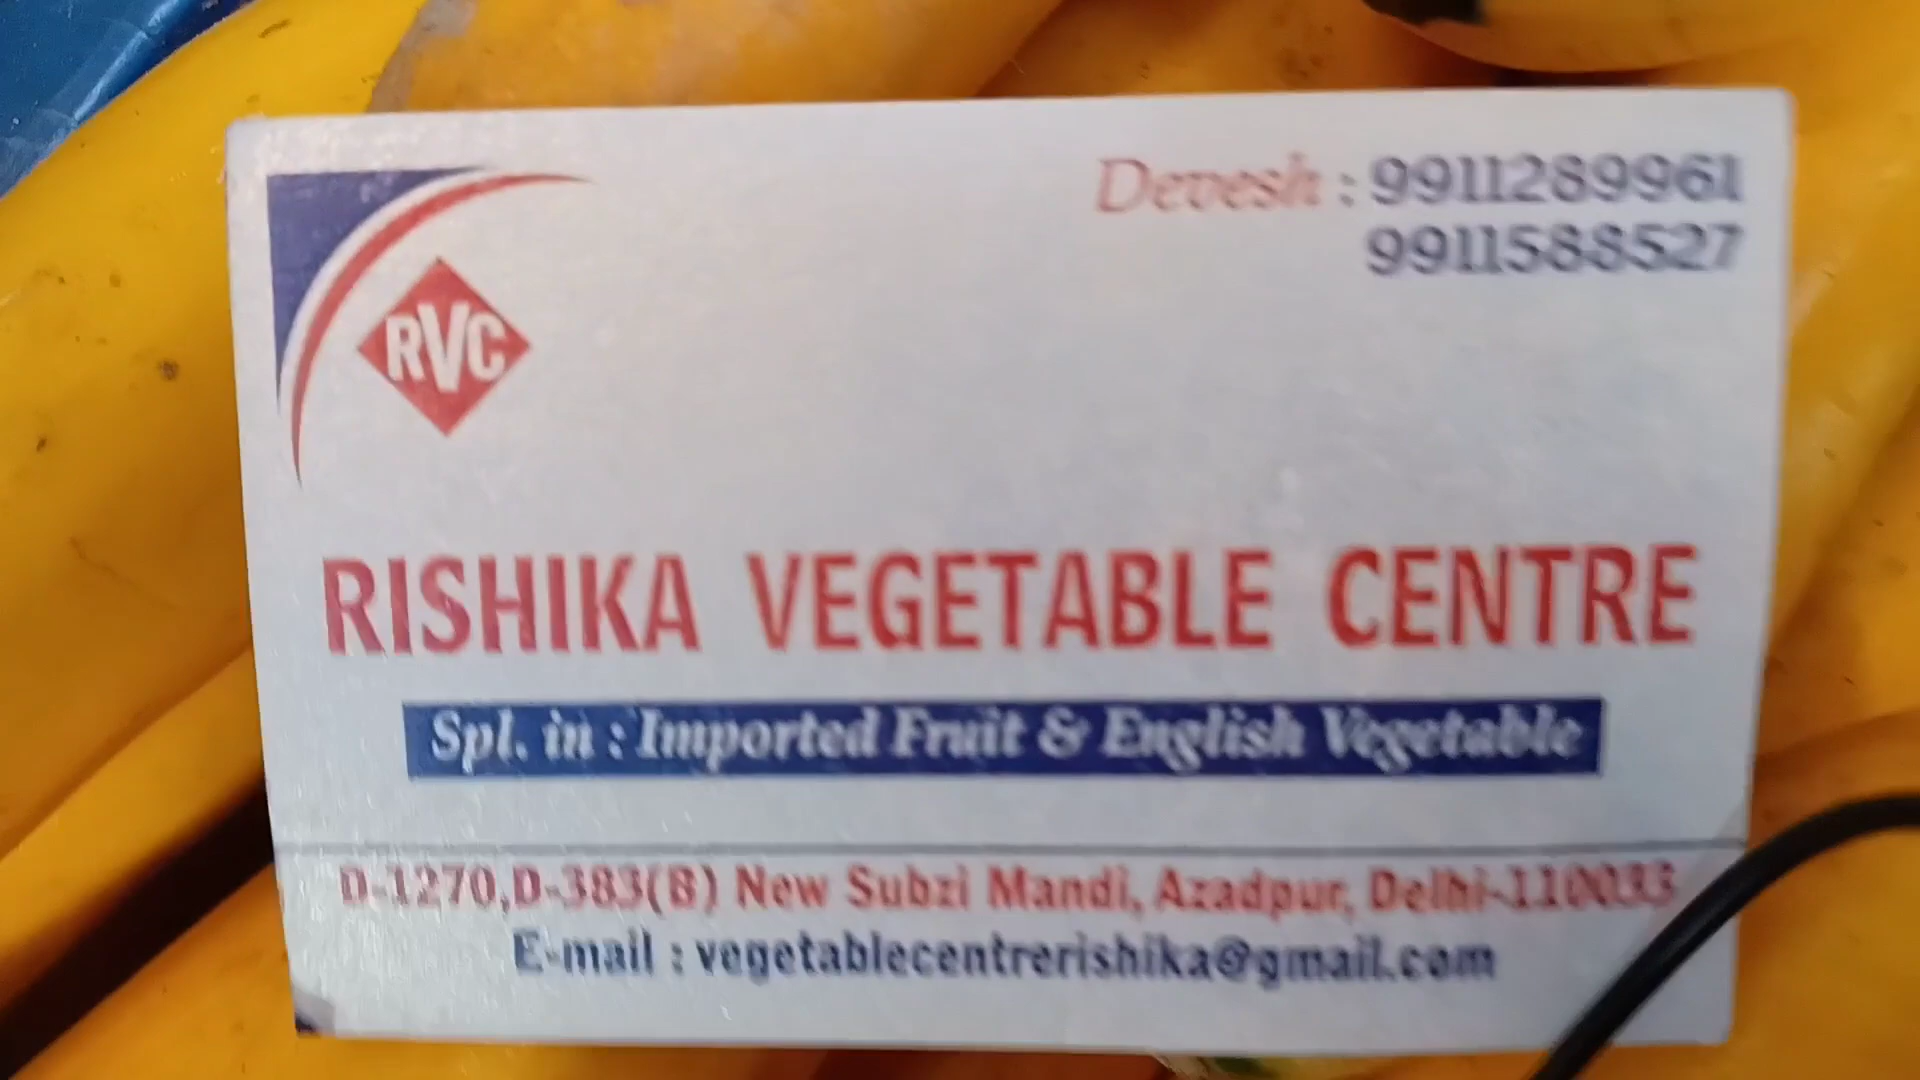 Devesh : 9911289961
9911588527
RVC
RISHIKA VEGETABLE CENTRE
Spl. in : Imported Fruit & English Vegetable
D-1270,D-383(B) New Subzi Mandi, Azadpur, Delhi-110033
E-mail : vegetablecentrerishika@gmail.com